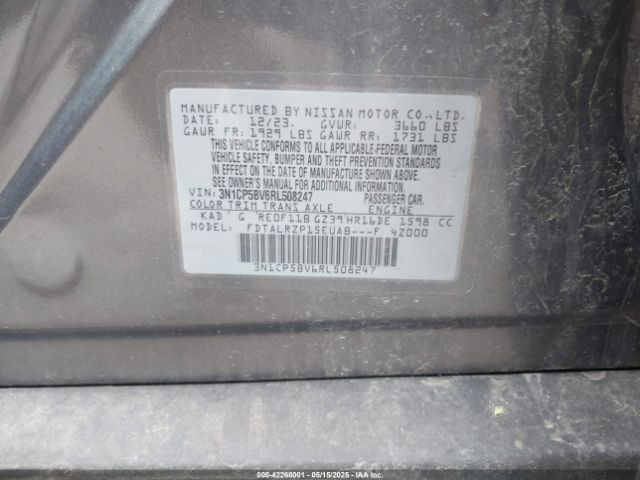 MANUFACTURED BY NISSAN MOTOR CO.,LTD.
DATE: 12/23. GVWR: 3660 LBS
GAWR FR: 1929 LBS GAWR RR: 1731 LBS
THIS VEHICLE CONFORMS TO ALL APPLICABLE-FEDERAL MOTOR
VEHICLE SAFETY, BUMPER AND THEFT PREVENTION STANDARDS
IN EFFECT ON THE DATE OF MANUFACTURE SHOWN ABOVE.
SEE OWNER'S MANUAL FOR ADDITIONAL INFORMATION.
VIN: 3N1CP5BV6RL508247 PASSENGER CAR.
COLOR TRIM TRANS AXLE ENGINE
KAD G RE0F11B GZ39 HR16DE 1598 CC
FDTALRZP15EUAB---F 4Z000
3N1CP5BV6RL508247
000-42268001 - 05/15/2025 - IAAI.COM